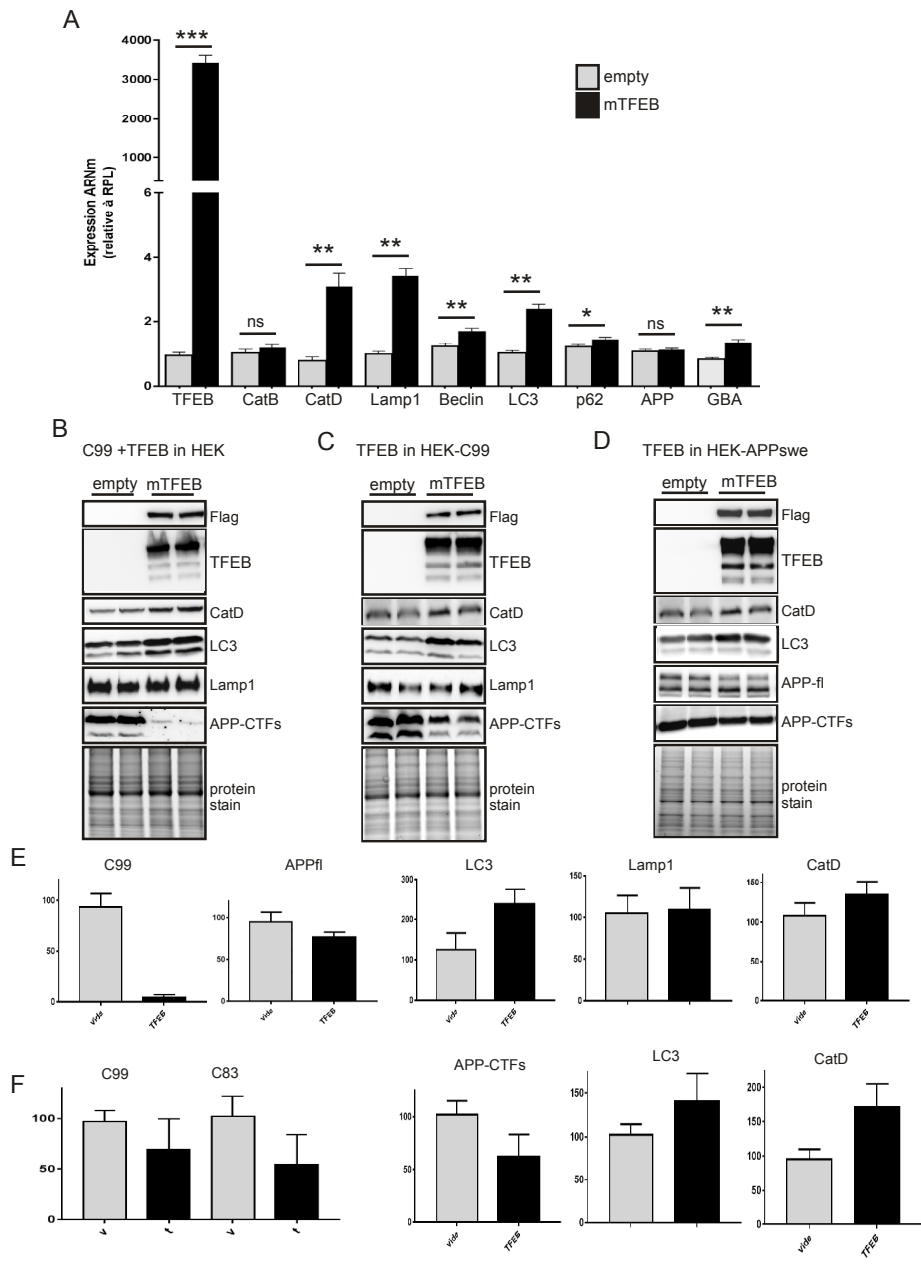 A
Expression ARNm
(relative à RPL)
4000
3000
2000
1000
6
4
2
0
***
ns
**
**
**
**
*
ns
**
empty
mTFEB
TFEB CatB CatD Lamp1 Beclin LC3 p62 APP GBA
B
C99 +TFEB in HEK
empty mTFEB
Flag
TFEB
CatD
LC3
Lamp1
APP-CTFs
protein
stain
C
TFEB in HEK-C99
empty mTFEB
Flag
TFEB
CatD
LC3
Lamp1
APP-CTFs
protein
stain
D
TFEB in HEK-APPswe
empty mTFEB
Flag
TFEB
CatD
LC3
APP-fl
APP-CTFs
protein
stain
E
C99
100
50
0
vide TFEB
APPfl
100
50
0
vide TFEB
LC3
300
200
100
0
vide TFEB
Lamp1
150
100
50
0
vide TFEB
CatD
150
100
50
0
vide TFEB
F
C99 C83
100
50
0
v t v t
APP-CTFs
100
50
0
vide TFEB
LC3
200
150
100
50
0
CatD
200
150
100
50
0
vide TFEB